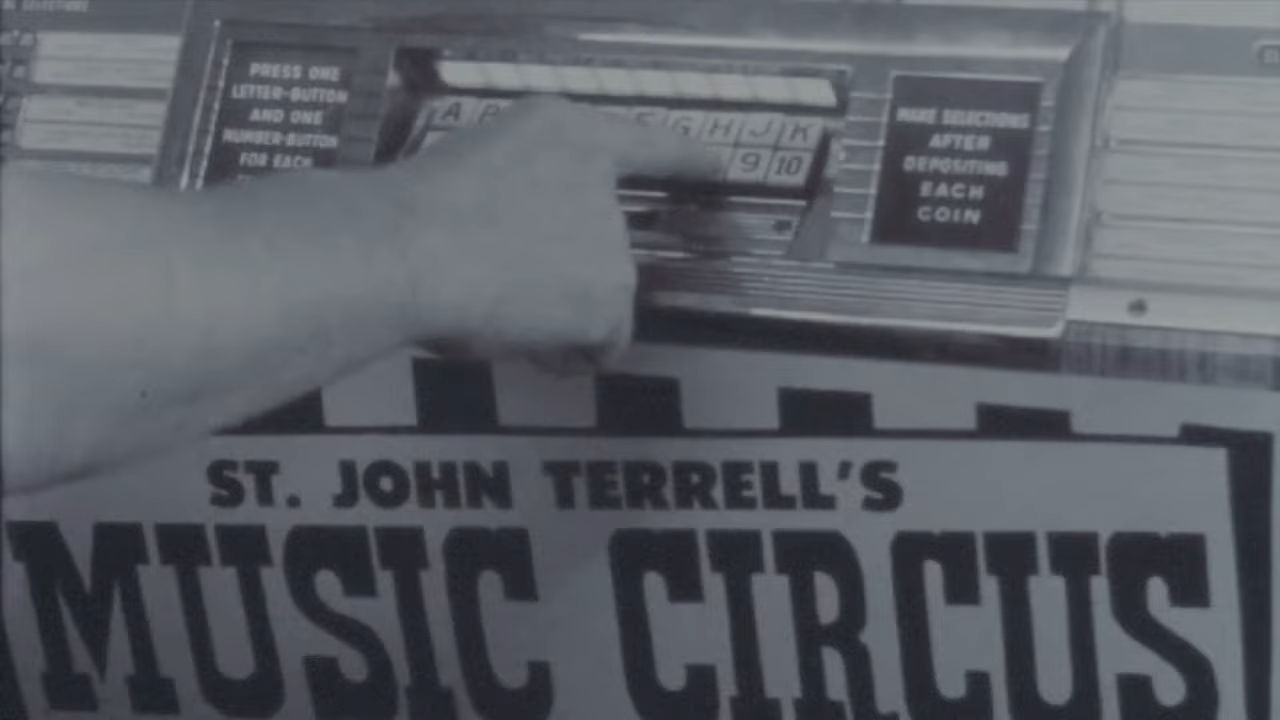 SELECTIONS
PRESS ONE
LETTER-BUTTON
AND ONE
NUMBER-BUTTON
FOR EACH
A
G H J K
9 10
MAKE SELECTIONS
AFTER
DEPOSITING
EACH
COIN
ST. JOHN TERRELL'S
MUSIC CIRCUS